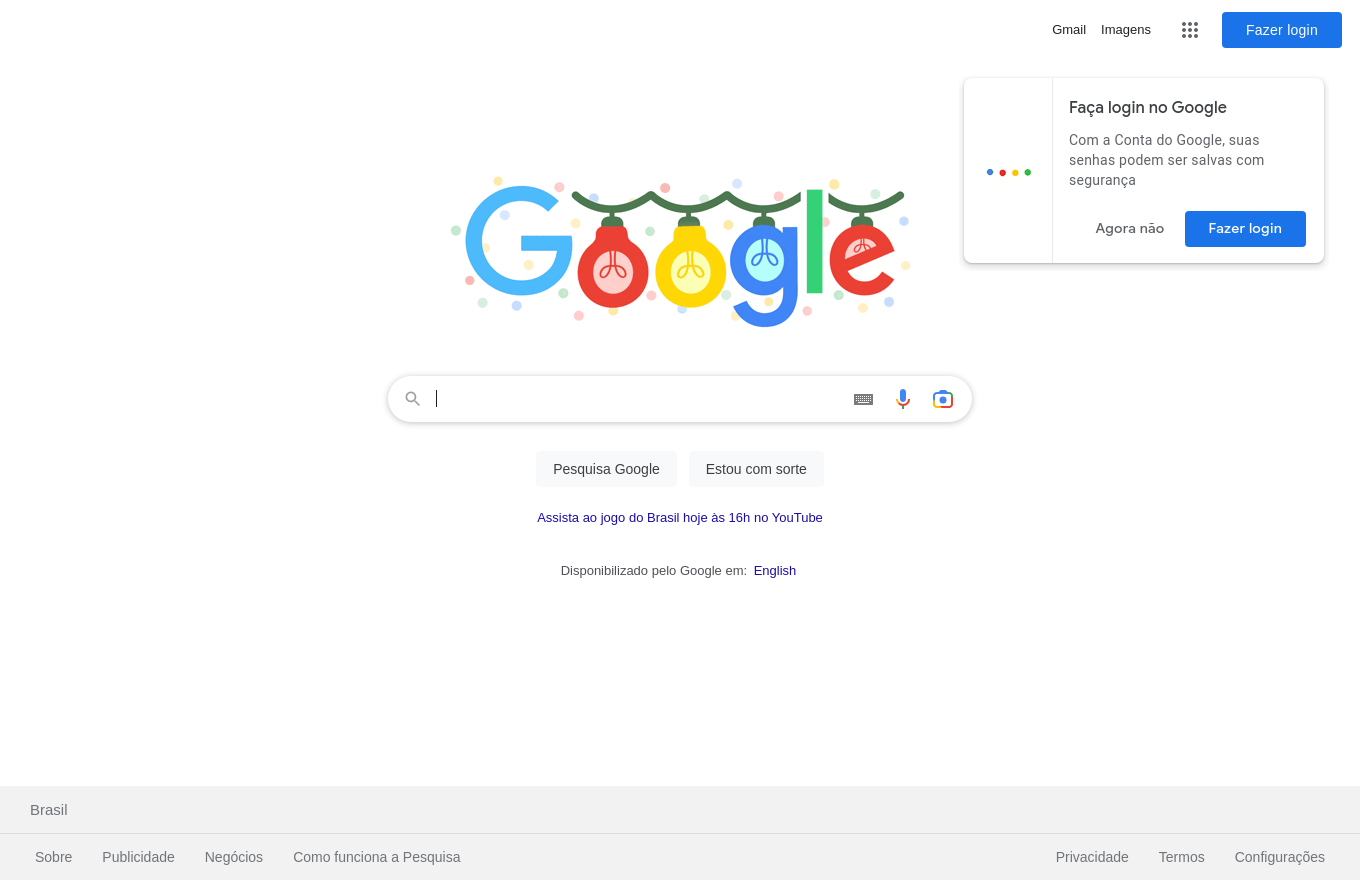 Gmail Imagens Fazer login
Faça login no Google
Com a Conta do Google, suas
senhas podem ser salvas com
segurança
Agora não Fazer login
Google
Pesquisa Google Estou com sorte
Assista ao jogo do Brasil hoje às 16h no YouTube
Disponibilizado pelo Google em: English
Brasil
Sobre Publicidade Negócios Como funciona a Pesquisa Privacidade Termos Configurações